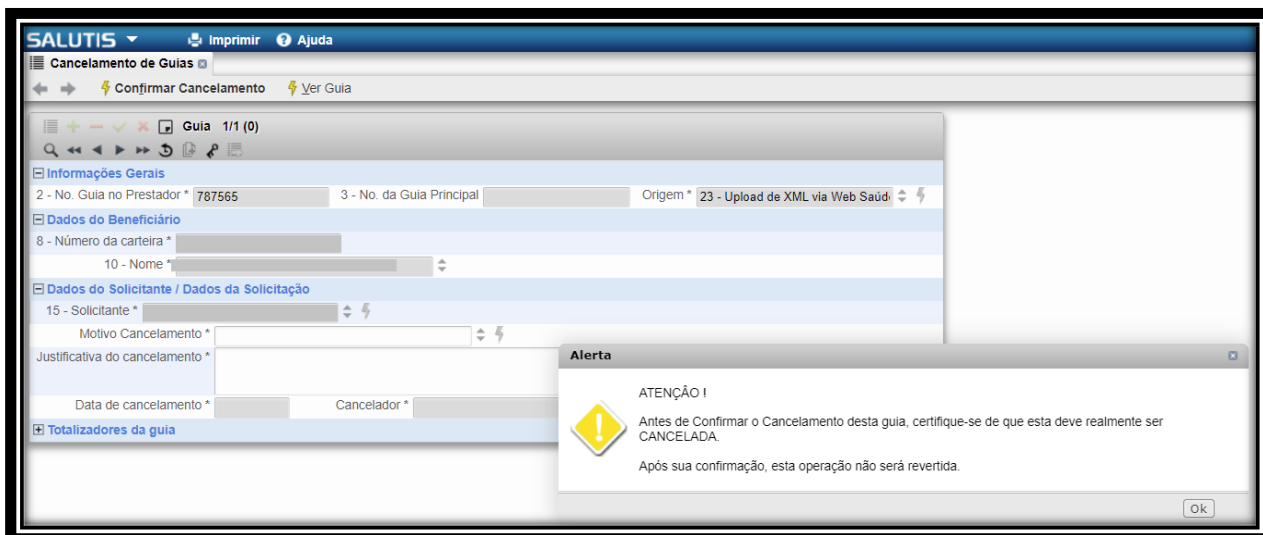 SALUTIS Imprimir Ajuda
Cancelamento de Guias
Confirmar Cancelamento Ver Guia
Guia 1/1 (0)
Informações Gerais
2 - No. Guia no Prestador * 787565 3 - No. da Guia Principal Origem * 23 - Upload de XML via Web Saúd
Dados do Beneficiário
8 - Número da carteira *
10 - Nome *
Dados do Solicitante / Dados da Solicitação
15 - Solicitante *
Motivo Cancelamento *
Justificativa do cancelamento *
Data de cancelamento * Cancelador *
Totalizadores da guia
Alerta
ATENÇÂO !
Antes de Confirmar o Cancelamento desta guia, certifique-se de que esta deve realmente ser
CANCELADA.
Após sua confirmação, esta operação não será revertida.
Ok